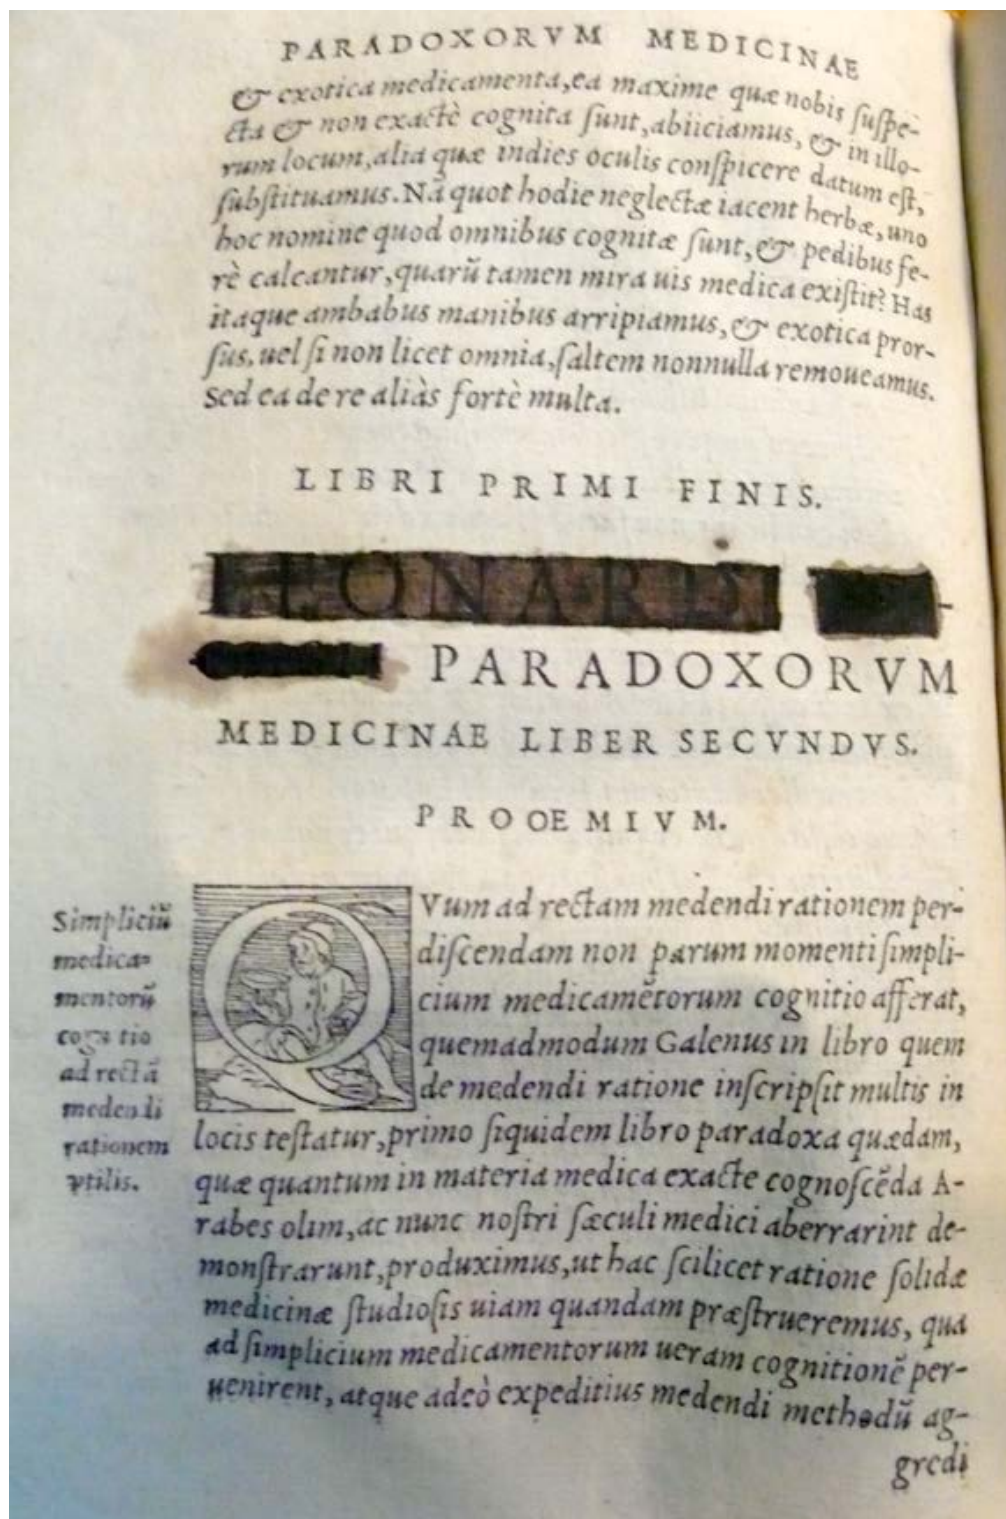 PARADOXORVM MEDICINAE
& exotica medicamenta, ea maxime quæ nobis ſuſpe-
cta & non exactè cognita ſunt, abiiciamus, & in illo-
rum locum, alia quæ indies oculis conſpicere datum eſt,
ſubſtituamus. Nã quot hodie neglectæ iacent herbæ, uno
hoc nomine quod omnibus cognitæ ſunt, & pedibus fe-
rè calcantur, quarũ tamen mira uis medica exiſtit? Has
itaque ambabus manibus arripiamus, & exotica pror-
ſus, uel ſi non licet omnia, ſaltem nonnulla remoueamus.
Sed ea de re aliàs fortè multa.
LIBRI PRIMI FINIS.
LEONARDI
PARADOXORVM
MEDICINAE LIBER SECVNDVS.
PROOEMIVM.
Simpliciũ
medica=
mentorũ
cognitio
ad rectã
medendi
rationem
vtilis.
QVum ad rectam medendi rationem per-
diſcendam non parum momenti ſimpli-
cium medicamẽtorum cognitio afferat,
quemadmodum Galenus in libro quem
de medendi ratione inſcripſit multis in
locis teſtatur, primo ſiquidem libro paradoxa quædam,
quæ quantum in materia medica exacte cognoſcẽda A-
rabes olim, ac nunc noſtri ſæculi medici aberrarint de-
monſtrarunt, produximus, ut hac ſcilicet ratione ſolidæ
medicinæ ſtudioſis uiam quandam præſtrueremus, qua
ad ſimplicium medicamentorum ueram cognitionẽ per-
uenirent, atque adeò expeditius medendi methodũ ag-
gredi